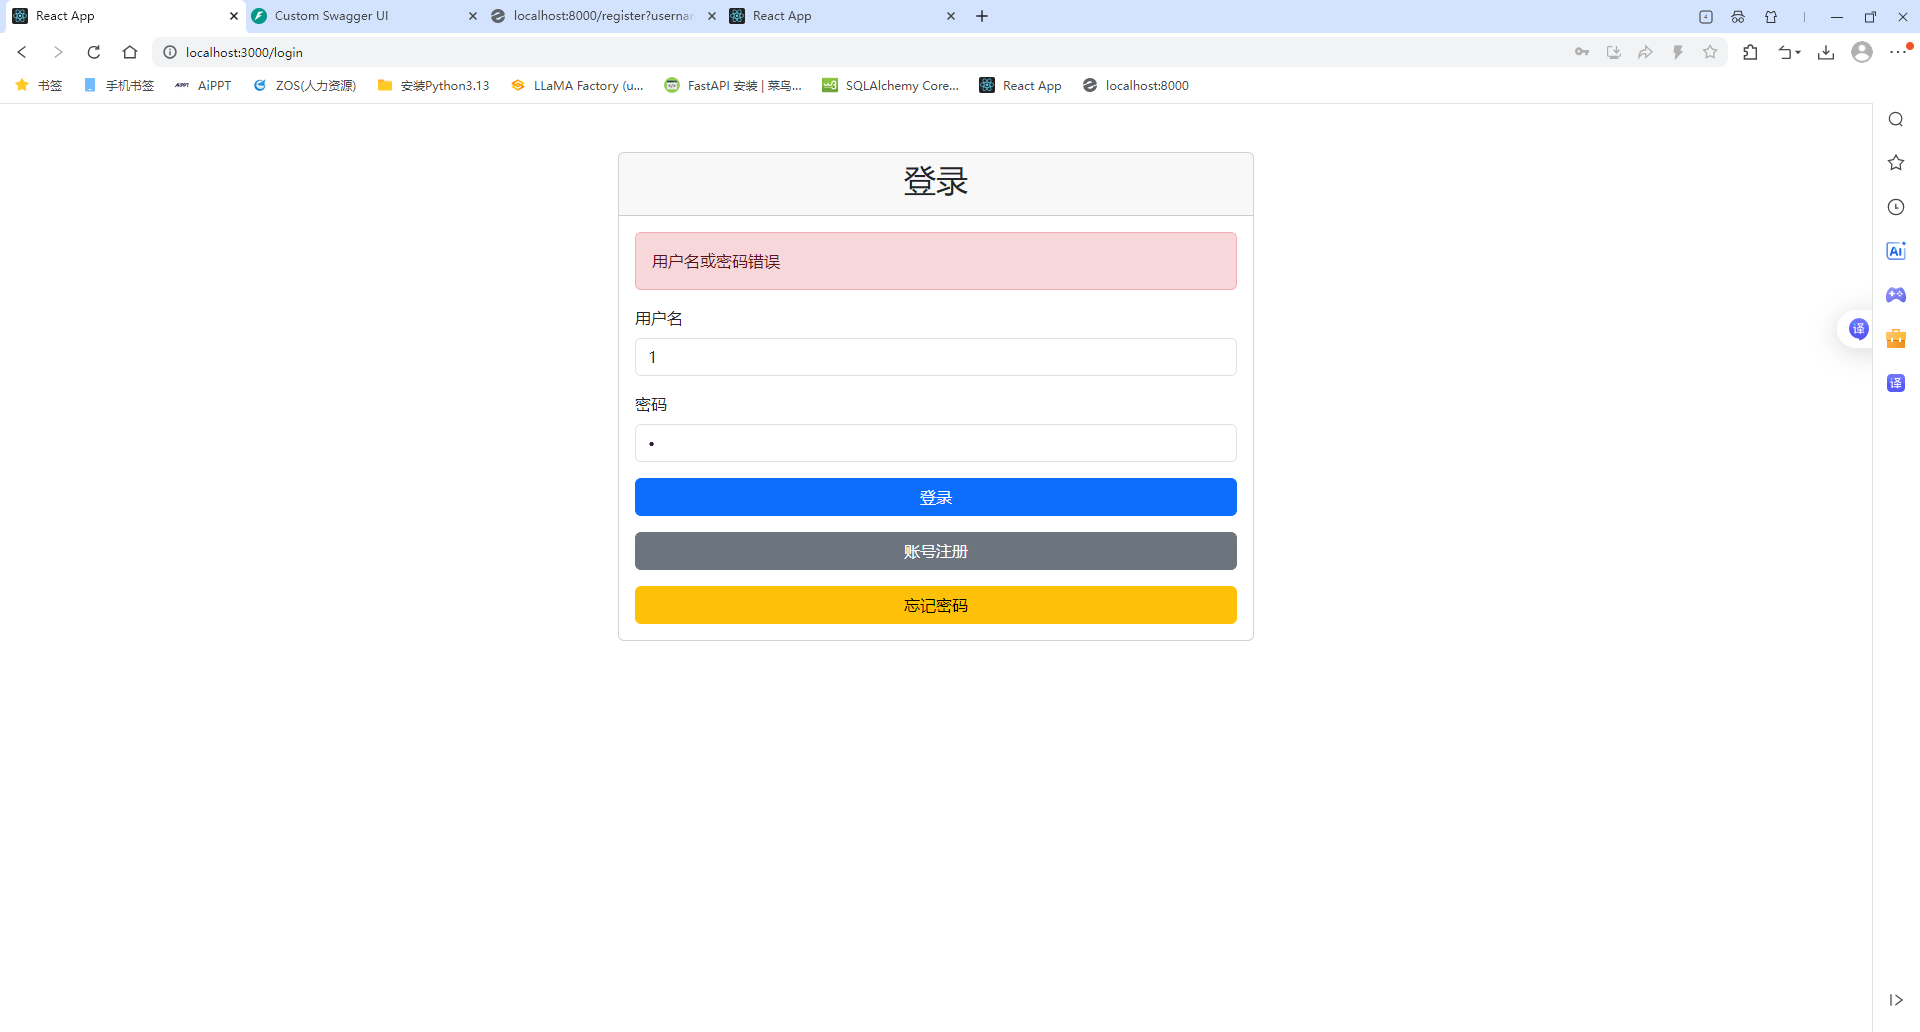 React App
Custom Swagger UI
localhost:8000/register?usernar
React App
localhost:3000/login
书签
手机书签
AiPPT
ZOS(人力资源)
安装Python3.13
LLaMA Factory (u...
FastAPI 安装 | 菜鸟...
SQLAlchemy Core...
React App
localhost:8000
登录
用户名或密码错误
用户名
1
密码
•
登录
账号注册
忘记密码
AI
译
译